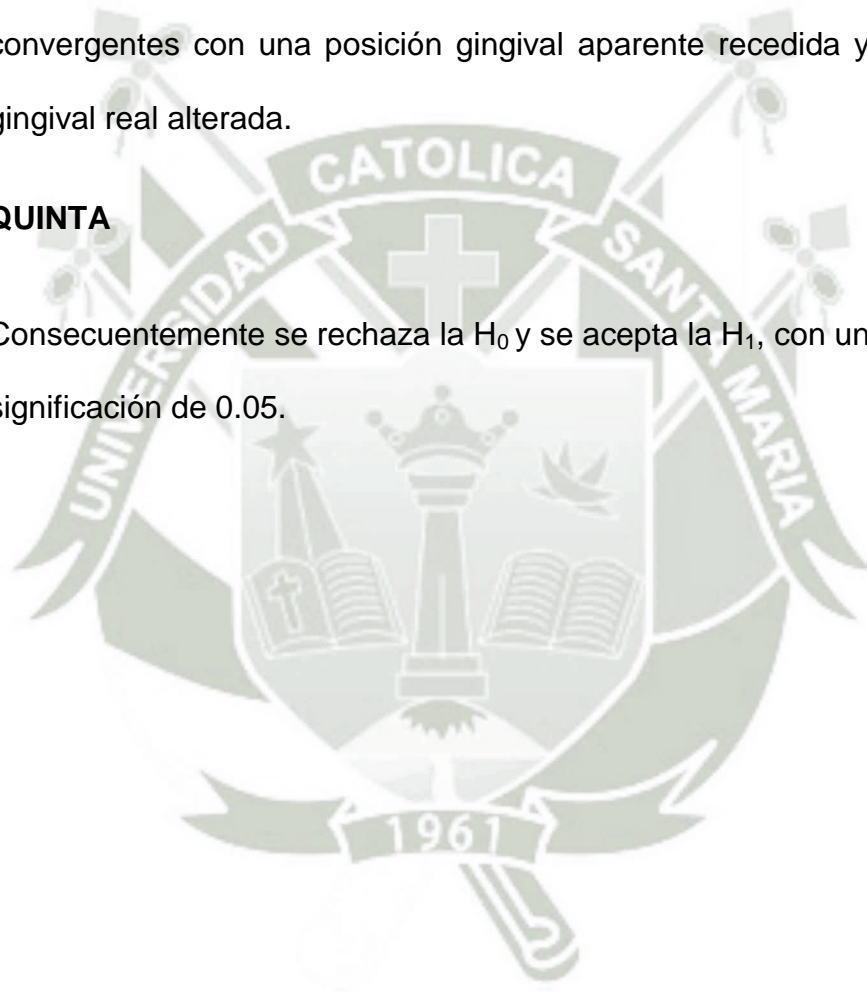 convergentes con una posición gingival aparente recedida y
gingival real alterada.
QUINTA
Consecuentemente se rechaza la H₀ y se acepta la H₁, con un
significación de 0.05.
UNIVERSIDAD CATOLICA SANTA MARIA
1961